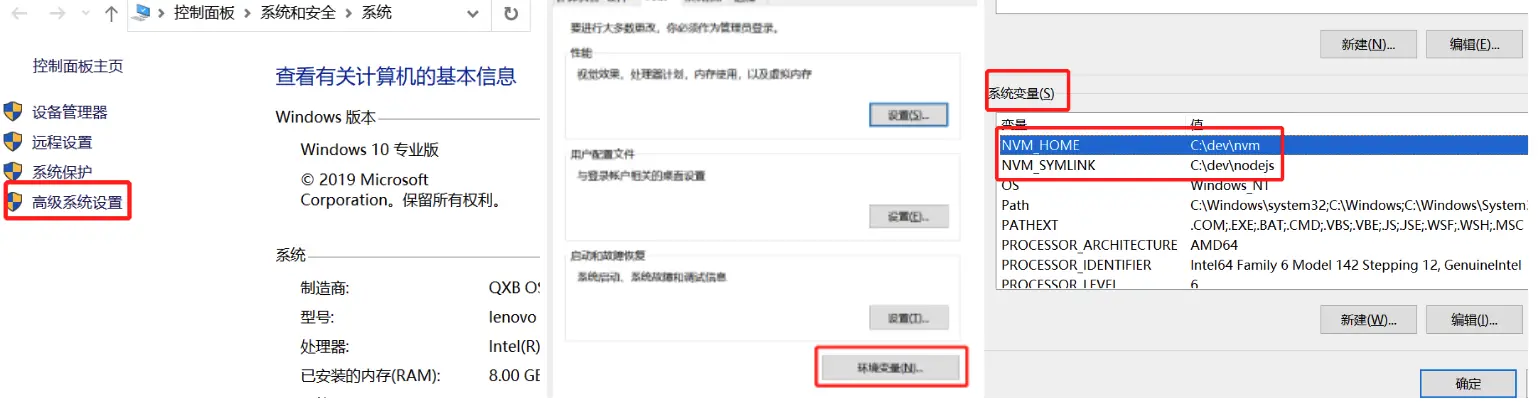 控制面板 > 系统和安全 > 系统
控制面板主页
设备管理器
远程设置
系统保护
高级系统设置
查看有关计算机的基本信息
Windows 版本
Windows 10 专业版
© 2019 Microsoft
Corporation。保留所有权利。
系统
制造商: QXB OS
型号: lenovo
处理器: Intel(R)
已安装的内存(RAM): 8.00 GB
要进行大多数更改，你必须作为管理员登录。
性能
视觉效果，处理器计划，内存使用，以及虚拟内存
设置(S)...
用户配置文件
与登录帐户相关的桌面设置
设置(E)...
启动和故障恢复
系统启动、系统故障和调试信息
设置(T)...
环境变量(N)...
新建(N)... 编辑(E)...
系统变量(S)
变量 值
NVM_HOME C:\dev\nvm
NVM_SYMLINK C:\dev\nodejs
OS Windows_NT
Path C:\Windows\system32;C:\Windows;C:\Windows\System3
PATHEXT .COM;.EXE;.BAT;.CMD;.VBS;.VBE;.JS;.JSE;.WSF;.WSH;.MSC
PROCESSOR_ARCHITECTURE AMD64
PROCESSOR_IDENTIFIER Intel64 Family 6 Model 142 Stepping 12, GenuineIntel
PROCESSOR_LEVEL 6
新建(W)... 编辑(I)...
确定